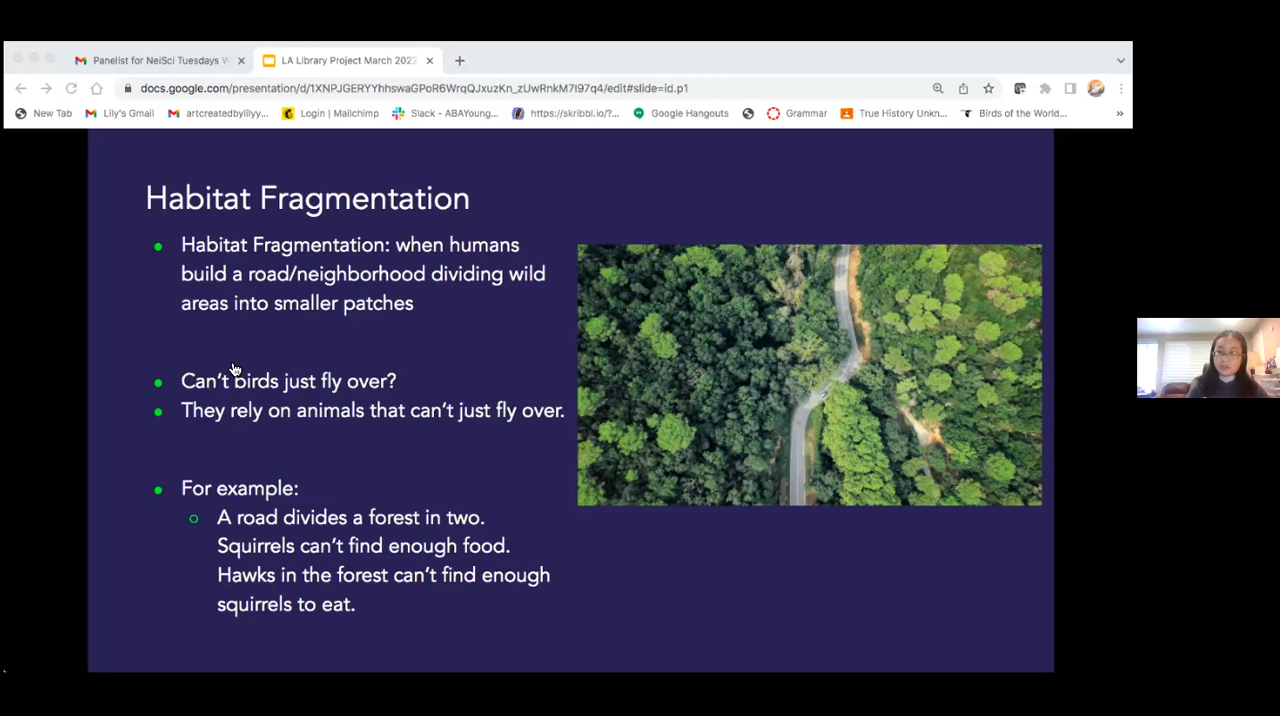 Panelist for NeiSci Tuesdays W
LA Library Project March 2022
docs.google.com/presentation/d/1XNPJGERYYhhswaGPoR6WrqQJxuzKn_zUwRnkM7l97q4/edit#slide=id.p1
New Tab
Lily's Gmail
artcreatedbylilyy...
Login | Mailchimp
Slack - ABAYoung...
https://skribbl.io/?...
Google Hangouts
Grammar
True History Unkn...
Birds of the World...
»
Habitat Fragmentation
Habitat Fragmentation: when humans
build a road/neighborhood dividing wild
areas into smaller patches
Can't birds just fly over?
They rely on animals that can't just fly over.
For example:
A road divides a forest in two.
Squirrels can't find enough food.
Hawks in the forest can't find enough
squirrels to eat.